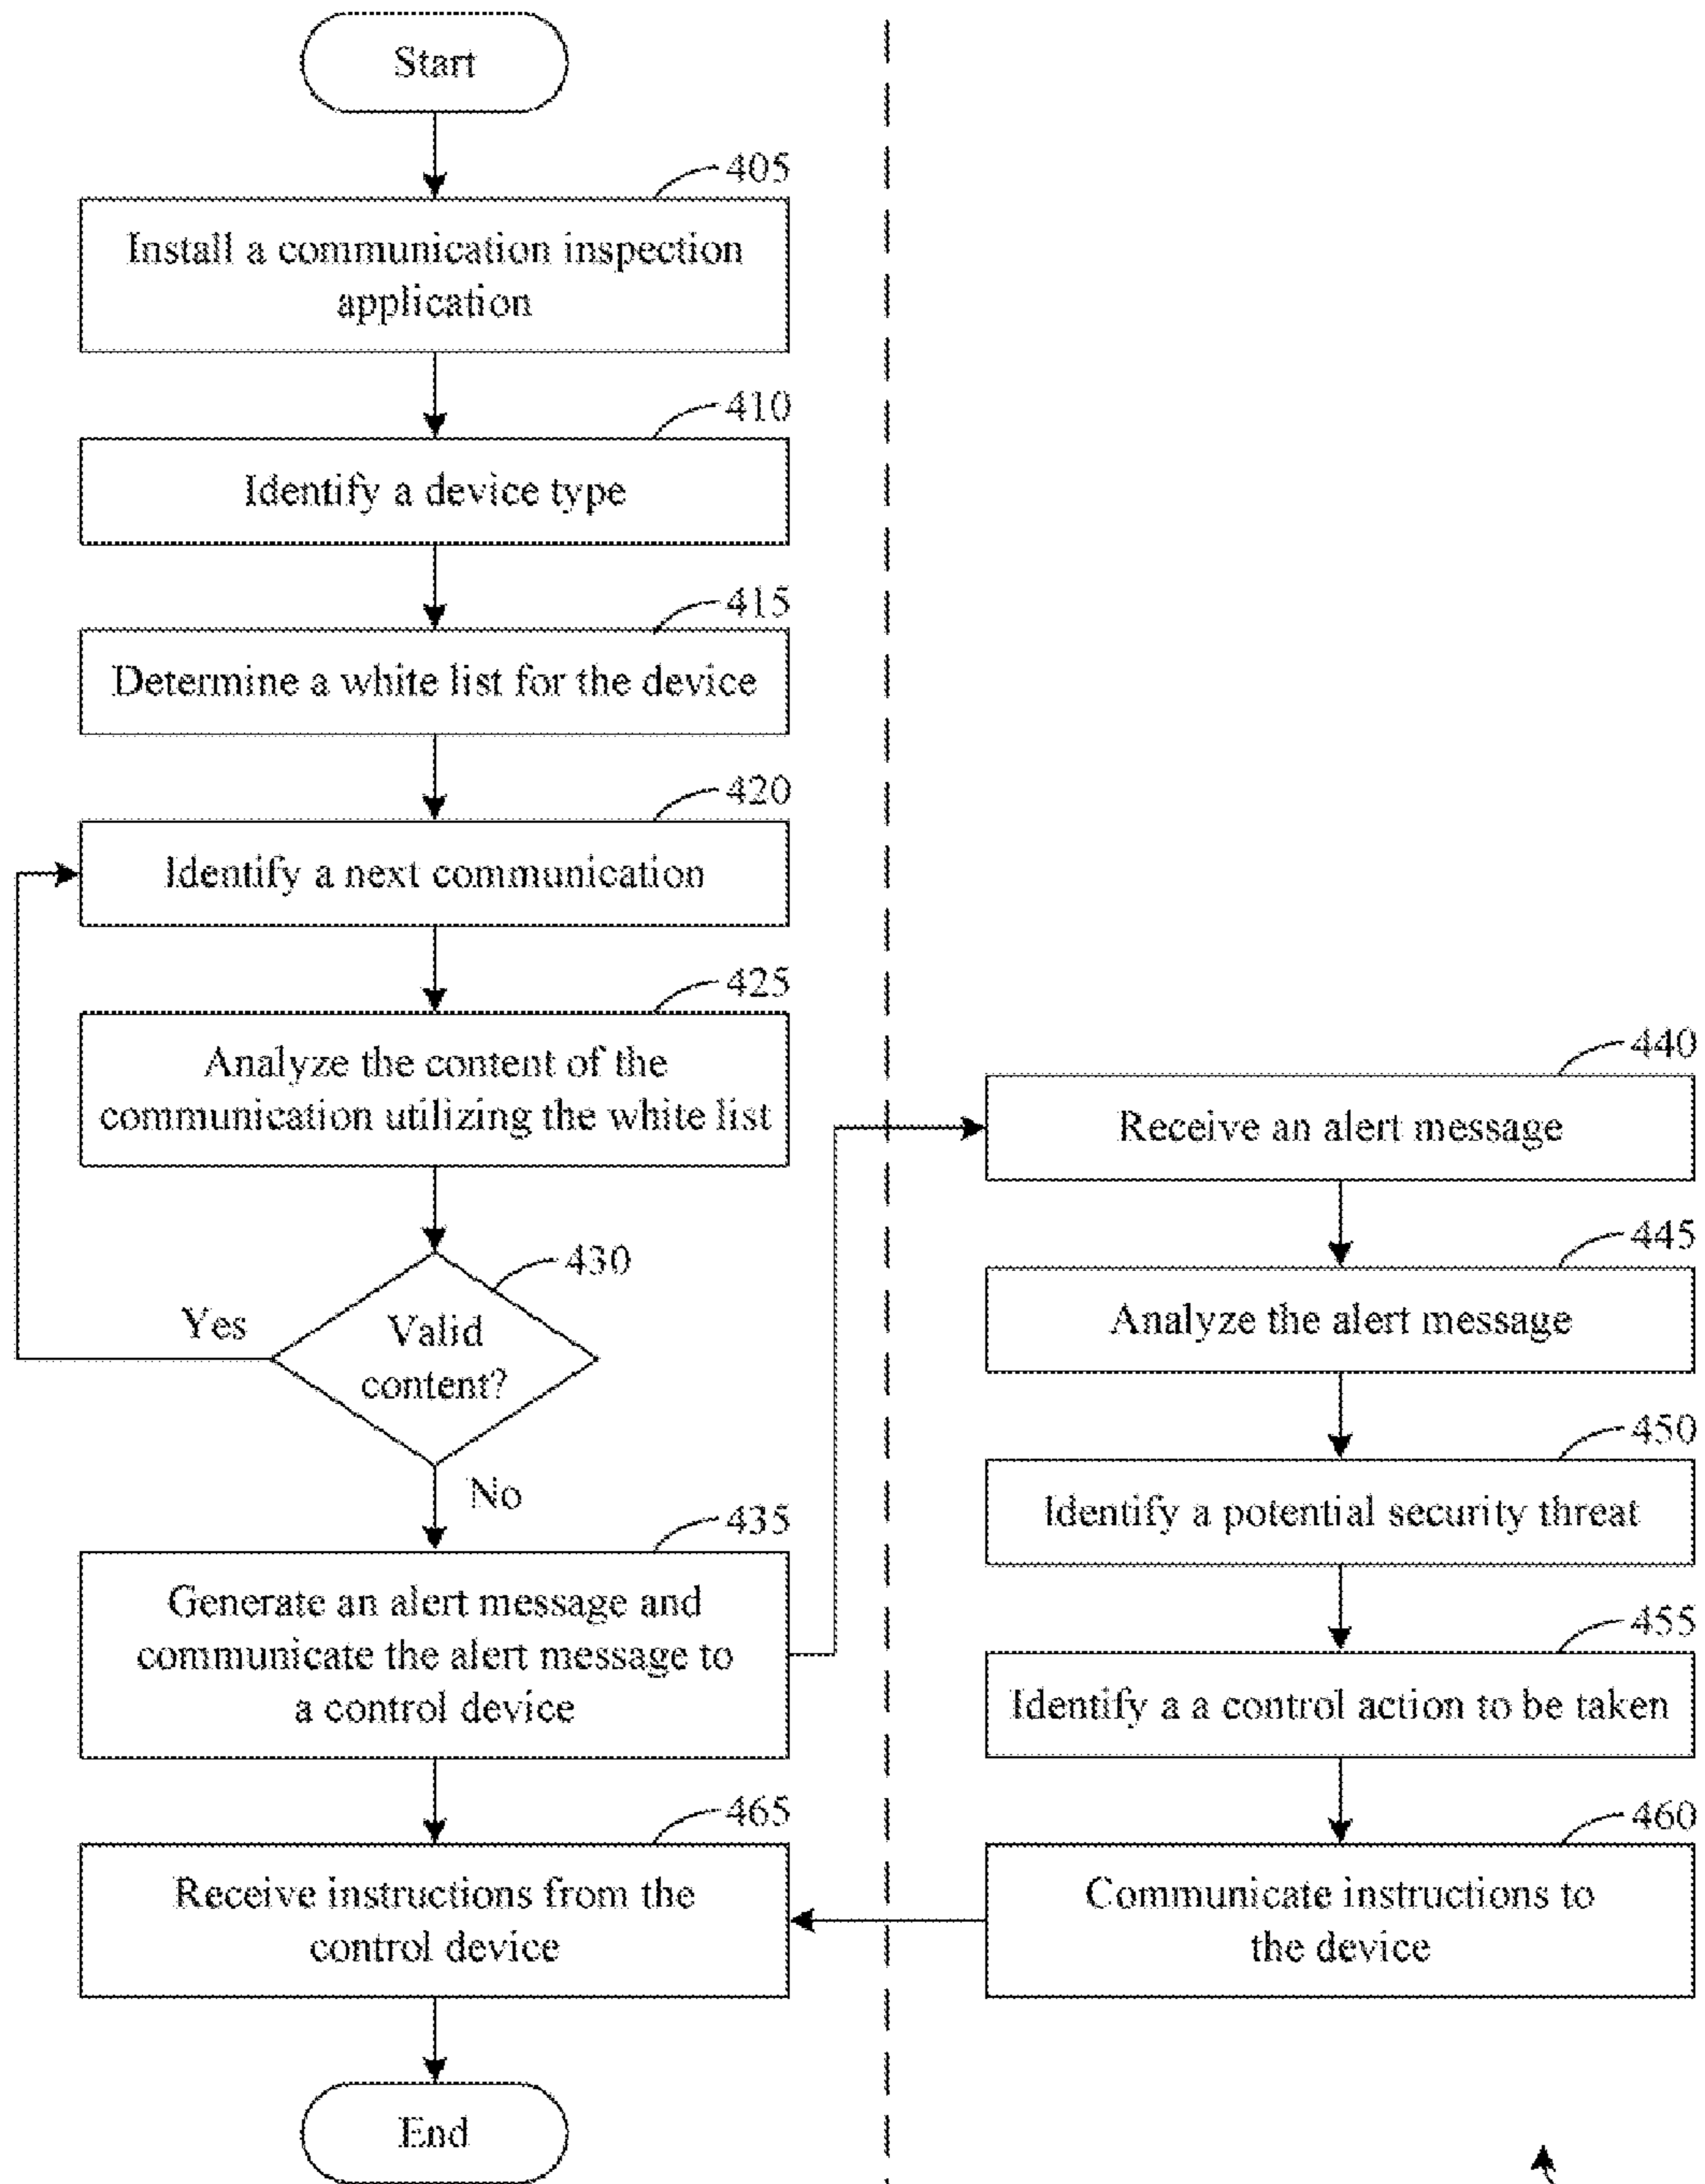 Start
405
Install a communication inspection
application
410
Identify a device type
415
Determine a white list for the device
420
Identify a next communication
425
Analyze the content of the
communication utilizing the white list
430
Yes
Valid
content?
No
435
Generate an alert message and
communicate the alert message to
a control device
465
Receive instructions from the
control device
End
440
Receive an alert message
445
Analyze the alert message
450
Identify a potential security threat
455
Identify a a control action to be taken
460
Communicate instructions to
the device